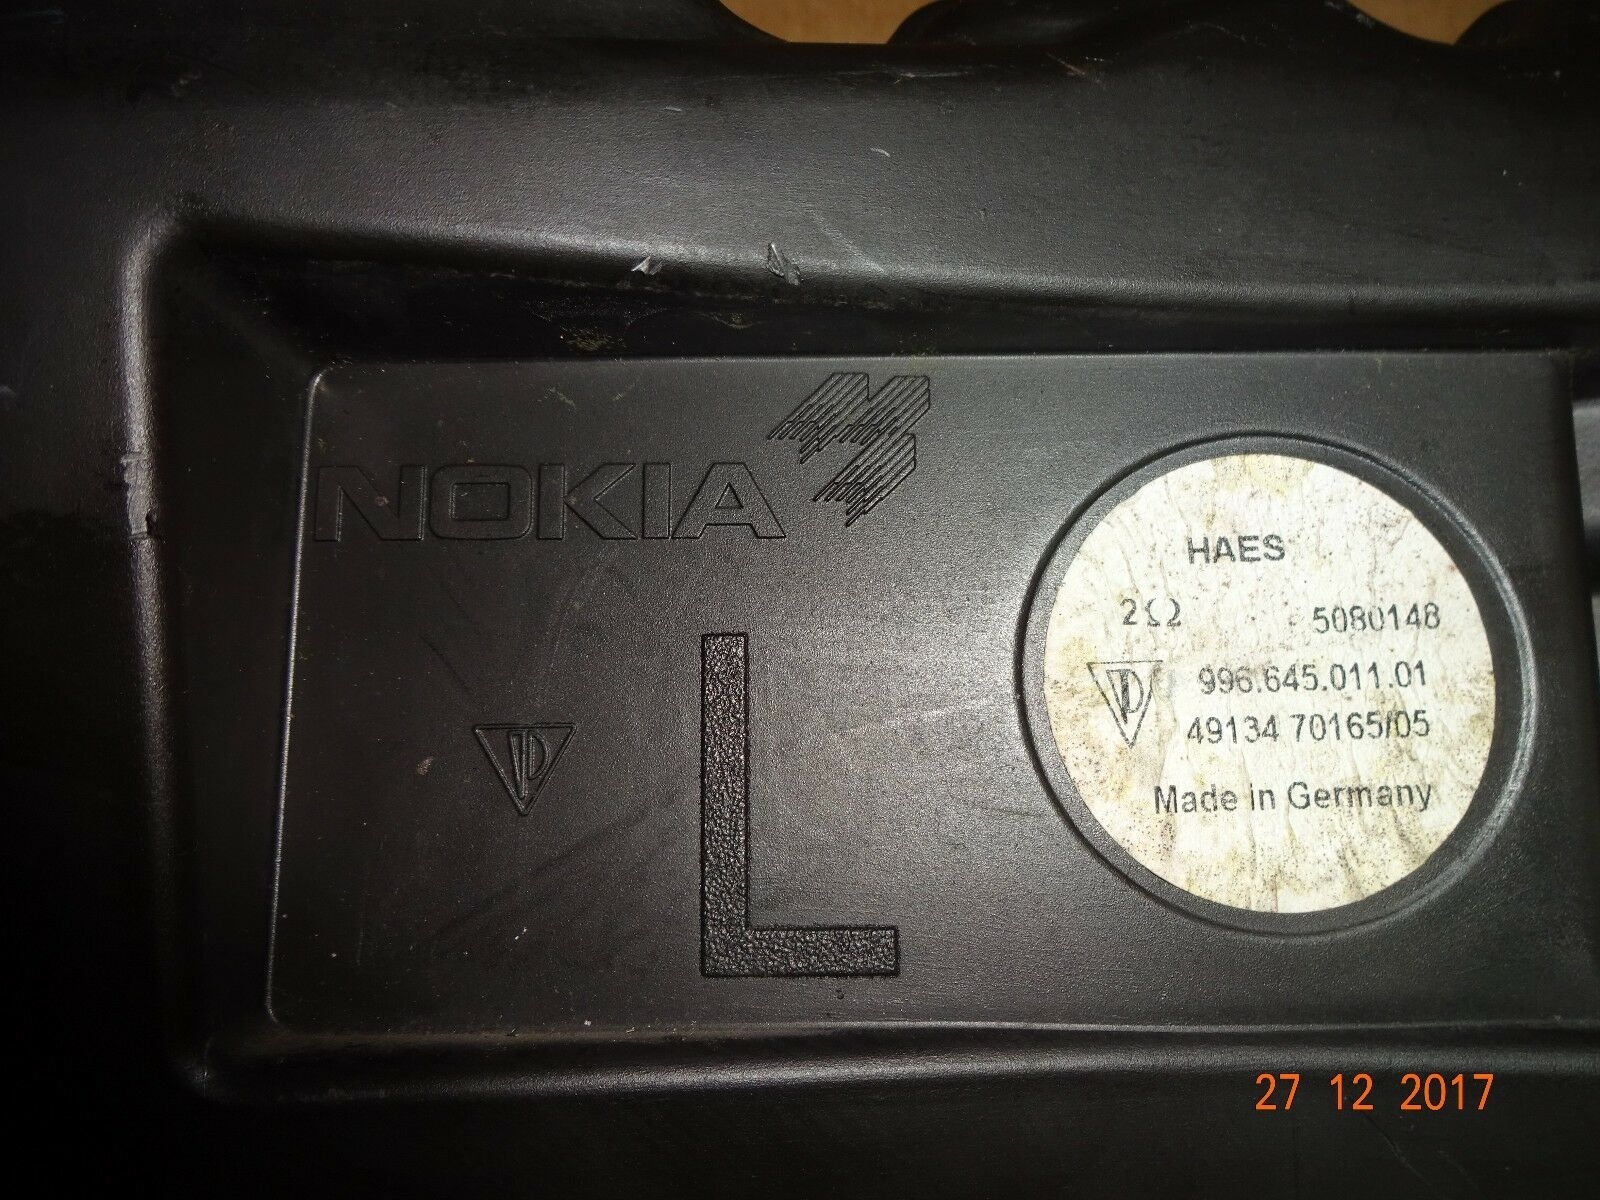 NOKIA
L
HAES
2Ω 5080148
996.645.011.01
49134 70165/05
Made in Germany
27 12 2017